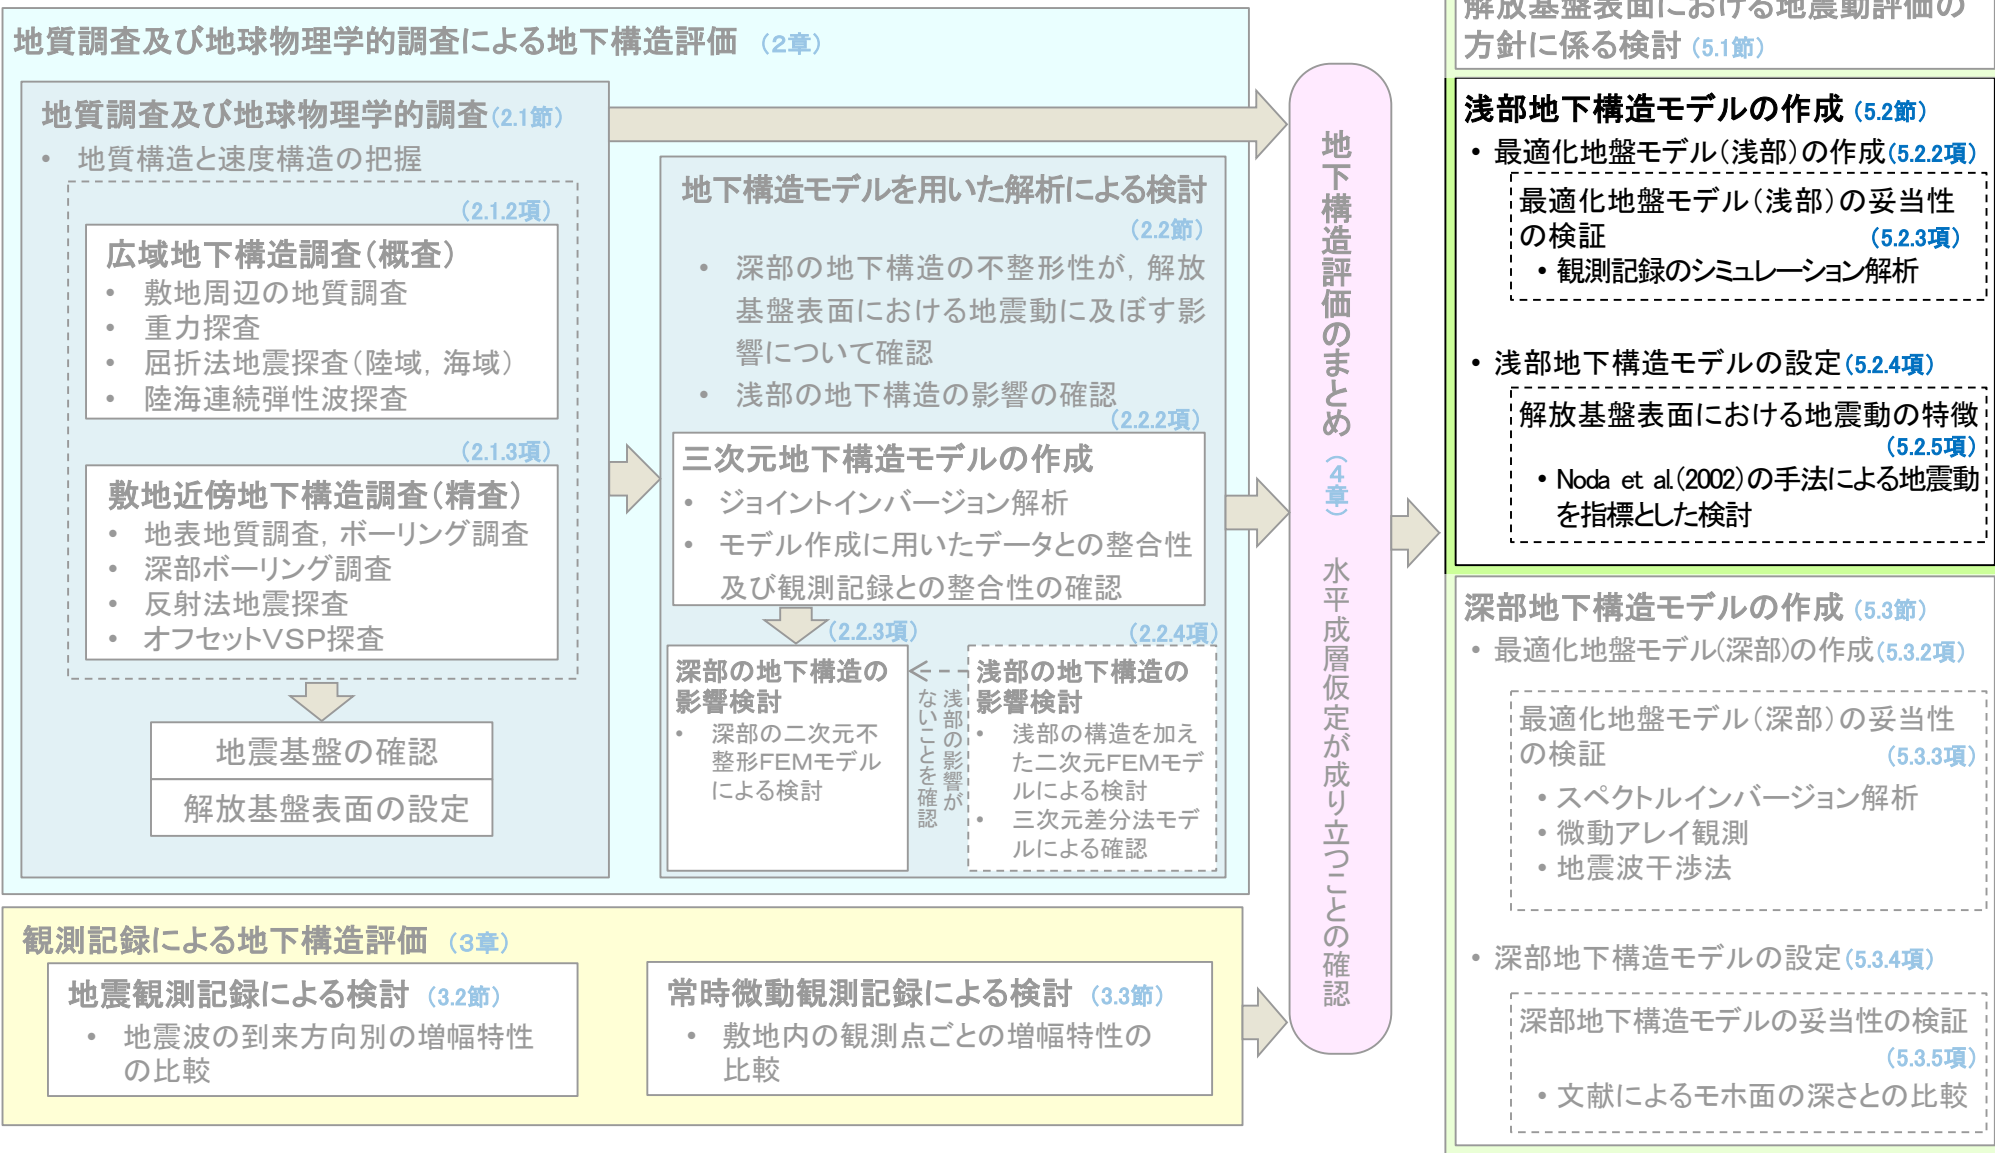 地質調査及び地球物理学的調査による地下構造評価 (2章)
地質調査及び地球物理学的調査(2.1節)
• 地質構造と速度構造の把握
(2.1.2項)
広域地下構造調査(概査)
• 敷地周辺の地質調査
• 重力探査
• 屈折法地震探査(陸域, 海域)
• 陸海連続弾性波探査
(2.1.3項)
敷地近傍地下構造調査(精査)
• 地表地質調査, ボーリング調査
• 深部ボーリング調査
• 反射法地震探査
• オフセットVSP探査
地震基盤の確認
解放基盤表面の設定
地下構造モデルを用いた解析による検討
(2.2節)
• 深部の地下構造の不整形性が, 解放
基盤表面における地震動に及ぼす影
響について確認
• 浅部の地下構造の影響の確認
(2.2.2項)
三次元地下構造モデルの作成
• ジョイントインバージョン解析
• モデル作成に用いたデータとの整合性
及び観測記録との整合性の確認
(2.2.3項)
深部の地下構造の
影響検討
• 深部の二次元不
整形FEMモデル
による検討
浅部の影響が
ないことを確認
(2.2.4項)
浅部の地下構造の
影響検討
• 浅部の構造を加え
た二次元FEMモデ
ルによる検討
• 三次元差分法モデ
ルによる確認
観測記録による地下構造評価 (3章)
地震観測記録による検討 (3.2節)
• 地震波の到来方向別の増幅特性
の比較
常時微動観測記録による検討 (3.3節)
• 敷地内の観測点ごとの増幅特性の
比較
地下構造評価のまとめ(4章) 水平成層仮定が成り立つことの確認
解放基盤表面における地震動評価の
方針に係る検討(5.1節)
浅部地下構造モデルの作成(5.2節)
• 最適化地盤モデル(浅部)の作成(5.2.2項)
最適化地盤モデル(浅部)の妥当性
の検証 (5.2.3項)
• 観測記録のシミュレーション解析
• 浅部地下構造モデルの設定(5.2.4項)
解放基盤表面における地震動の特徴
(5.2.5項)
• Noda et al.(2002)の手法による地震動
を指標とした検討
深部地下構造モデルの作成(5.3節)
• 最適化地盤モデル(深部)の作成(5.3.2項)
最適化地盤モデル(深部)の妥当性
の検証 (5.3.3項)
• スペクトルインバージョン解析
• 微動アレイ観測
• 地震波干渉法
• 深部地下構造モデルの設定(5.3.4項)
深部地下構造モデルの妥当性の検証
(5.3.5項)
• 文献によるモホ面の深さとの比較